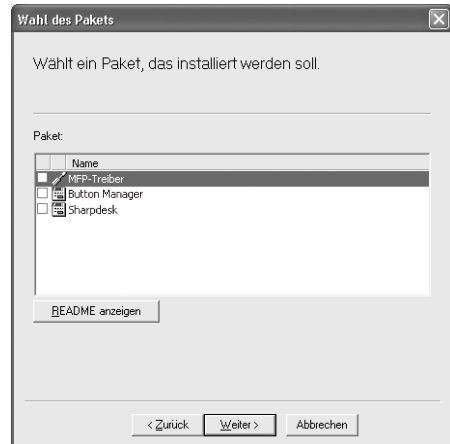 Wahl des Pakets
Wählt ein Paket, das installiert werden soll.
Paket:
Name
MFP-Treiber
Button Manager
Sharpdesk
README anzeigen
< Zurück
Weiter >
Abbrechen